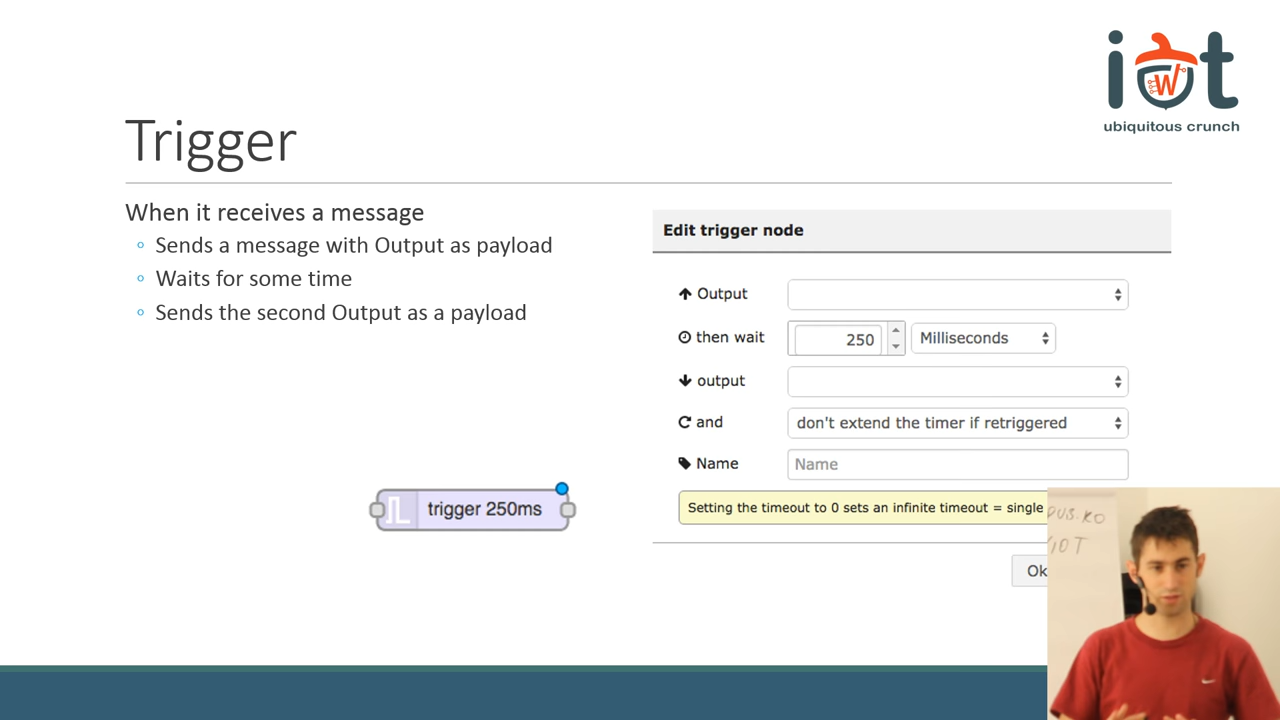 iot
W
ubiquitous crunch
Trigger
When it receives a message
Sends a message with Output as payload
Waits for some time
Sends the second Output as a payload
Edit trigger node
Output
then wait 250 Milliseconds
output
and don't extend the timer if retriggered
Name Name
Setting the timeout to 0 sets an infinite timeout = single
trigger 250ms
Ok
IOT